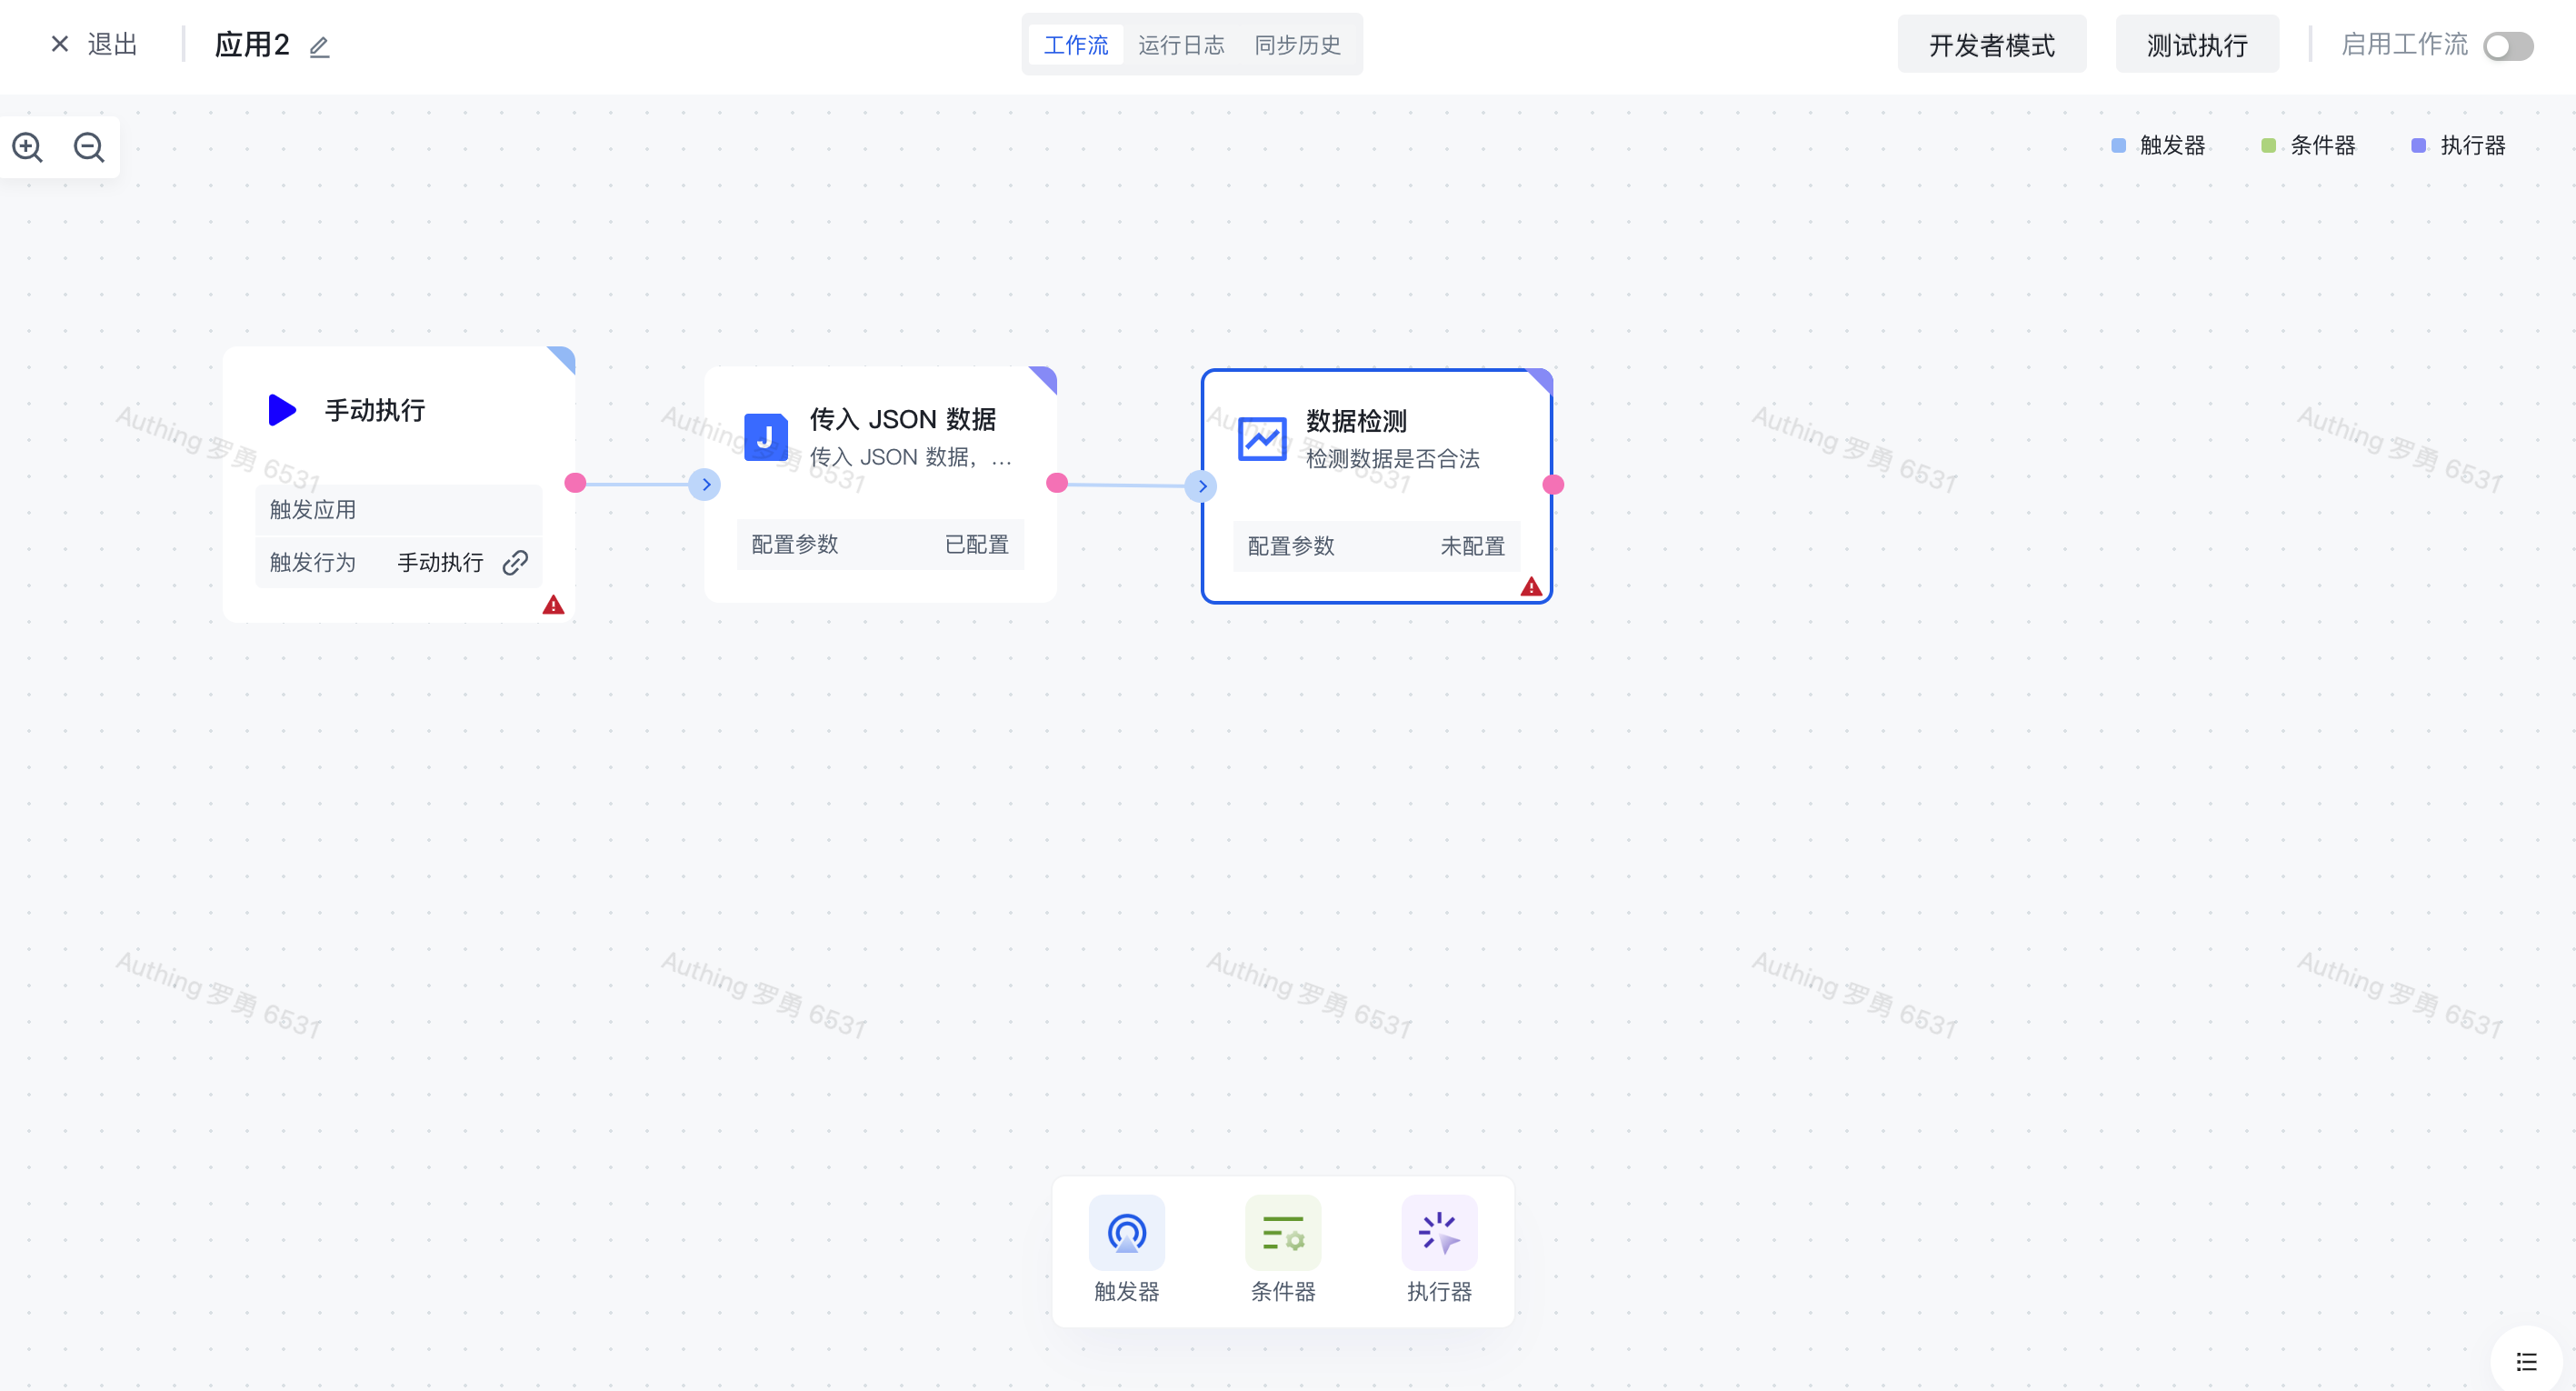 退出
应用2
工作流 运行日志 同步历史
开发者模式 测试执行 启用工作流
触发器 条件器 执行器
手动执行
触发应用
触发行为 手动执行
J
传入 JSON 数据
传入 JSON 数据，...
配置参数 已配置
数据检测
检测数据是否合法
配置参数 未配置
Authing 罗勇 6531
Authing 罗勇 6531
Authing 罗勇 6531
Authing 罗勇 6531
Authing 罗勇 6531
Authing 罗勇 6531
Authing 罗勇 6531
Authing 罗勇 6531
Authing 罗勇 6531
Authing 罗勇 6531
触发器 条件器 执行器